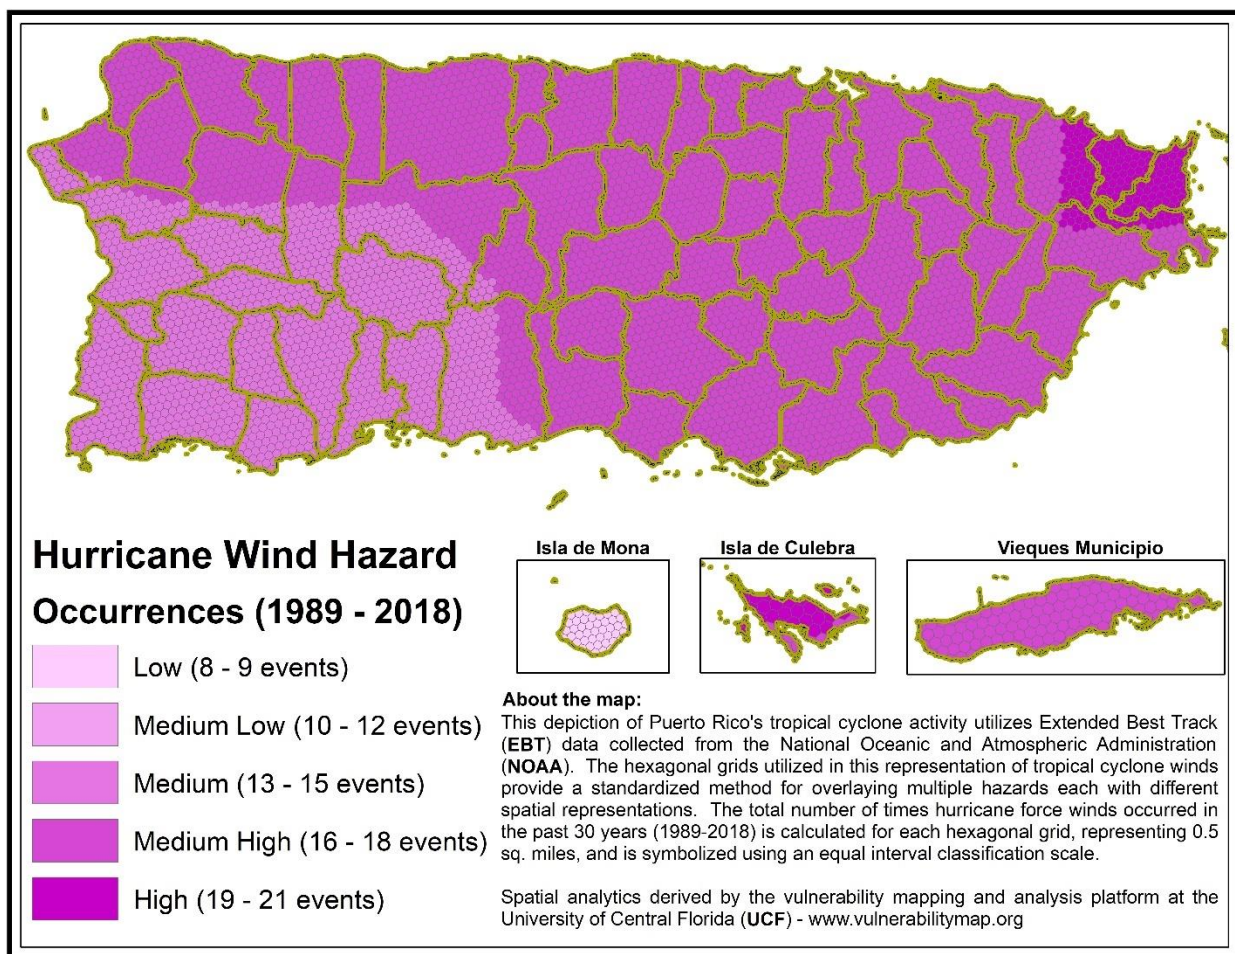 Hurricane Wind Hazard
Occurrences (1989 - 2018)
Low (8 - 9 events)
Medium Low (10 - 12 events)
Medium (13 - 15 events)
Medium High (16 - 18 events)
High (19 - 21 events)
Isla de Mona
Isla de Culebra
Vieques Municipio
About the map:
This depiction of Puerto Rico's tropical cyclone activity utilizes Extended Best Track
(EBT) data collected from the National Oceanic and Atmospheric Administration
(NOAA). The hexagonal grids utilized in this representation of tropical cyclone winds
provide a standardized method for overlaying multiple hazards each with different
spatial representations. The total number of times hurricane force winds occurred in
the past 30 years (1989-2018) is calculated for each hexagonal grid, representing 0.5
sq. miles, and is symbolized using an equal interval classification scale.
Spatial analytics derived by the vulnerability mapping and analysis platform at the
University of Central Florida (UCF) - www.vulnerabilitymap.org